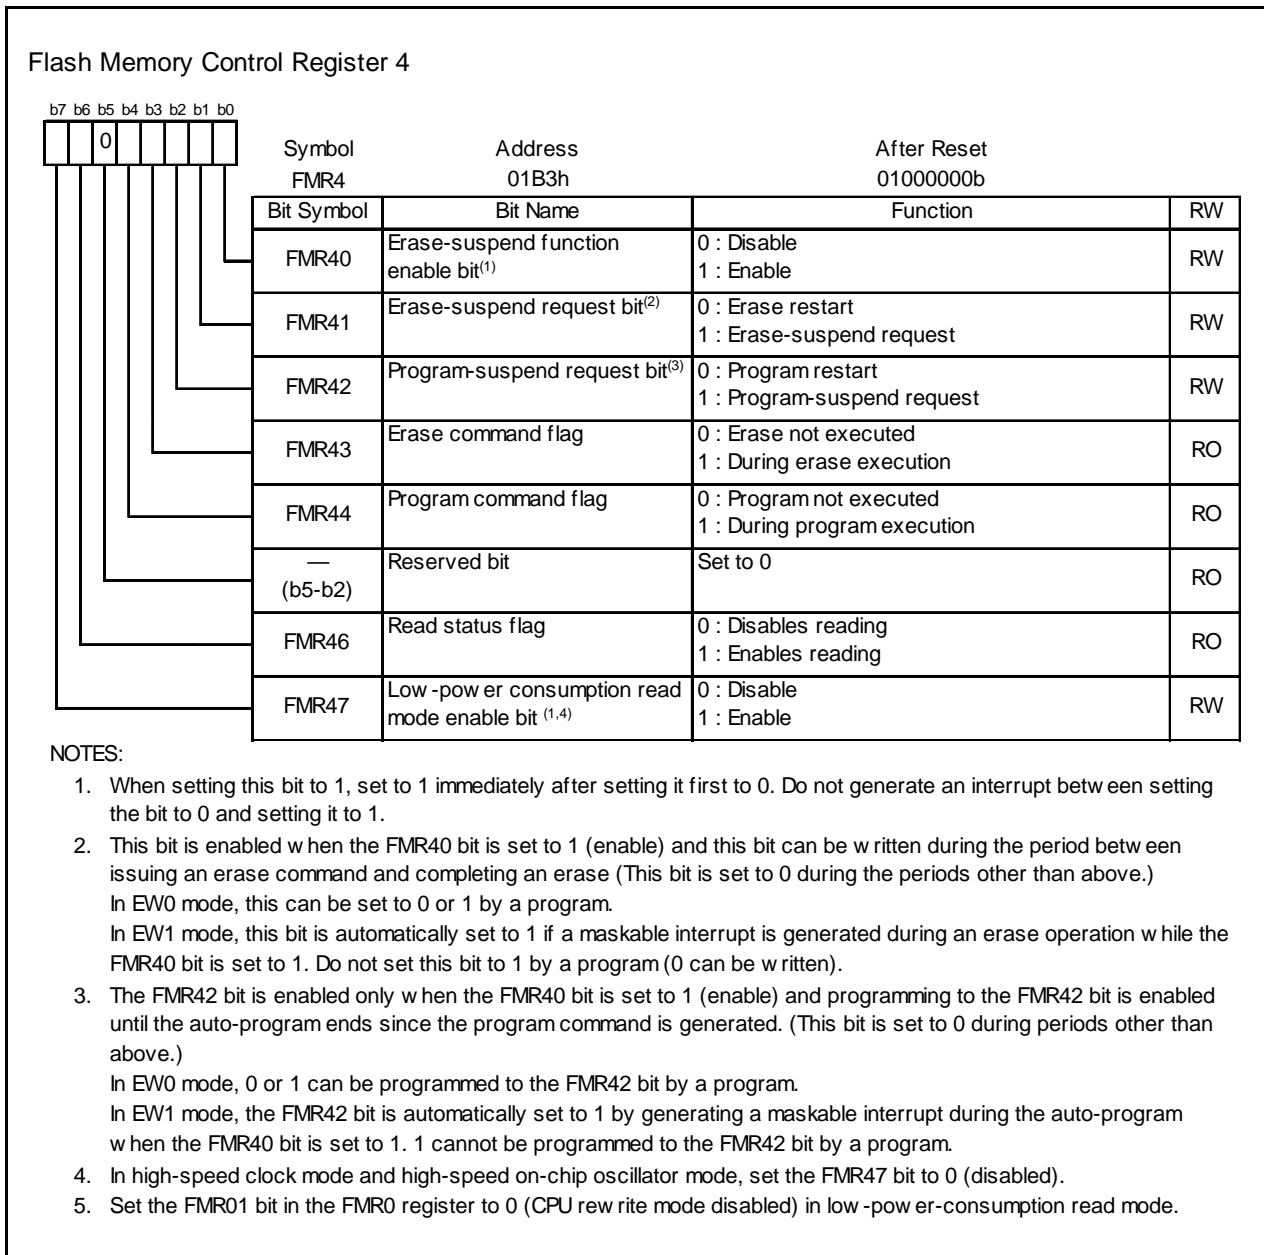 Flash Memory Control Register 4
b7 b6 b5 b4 b3 b2 b1 b0
0
Symbol Address After Reset
FMR4 01B3h 01000000b
Bit Symbol Bit Name Function RW
FMR40 Erase-suspend function enable bit(1) 0 : Disable RW
1 : Enable
FMR41 Erase-suspend request bit(2) 0 : Erase restart RW
1 : Erase-suspend request
FMR42 Program-suspend request bit(3) 0 : Program restart RW
1 : Program-suspend request
FMR43 Erase command flag 0 : Erase not executed RO
1 : During erase execution
FMR44 Program command flag 0 : Program not executed RO
1 : During program execution
— Reserved bit Set to 0 RO
(b5-b2)
FMR46 Read status flag 0 : Disables reading RO
1 : Enables reading
FMR47 Low-power consumption read mode enable bit (1,4) 0 : Disable RW
1 : Enable
NOTES:
1. When setting this bit to 1, set to 1 immediately after setting it first to 0. Do not generate an interrupt between setting
the bit to 0 and setting it to 1.
2. This bit is enabled when the FMR40 bit is set to 1 (enable) and this bit can be written during the period between
issuing an erase command and completing an erase (This bit is set to 0 during the periods other than above.)
In EW0 mode, this can be set to 0 or 1 by a program.
In EW1 mode, this bit is automatically set to 1 if a maskable interrupt is generated during an erase operation while the
FMR40 bit is set to 1. Do not set this bit to 1 by a program (0 can be written).
3. The FMR42 bit is enabled only when the FMR40 bit is set to 1 (enable) and programming to the FMR42 bit is enabled
until the auto-program ends since the program command is generated. (This bit is set to 0 during periods other than
above.)
In EW0 mode, 0 or 1 can be programmed to the FMR42 bit by a program.
In EW1 mode, the FMR42 bit is automatically set to 1 by generating a maskable interrupt during the auto-program
when the FMR40 bit is set to 1. 1 cannot be programmed to the FMR42 bit by a program.
4. In high-speed clock mode and high-speed on-chip oscillator mode, set the FMR47 bit to 0 (disabled).
5. Set the FMR01 bit in the FMR0 register to 0 (CPU rewrite mode disabled) in low-power-consumption read mode.